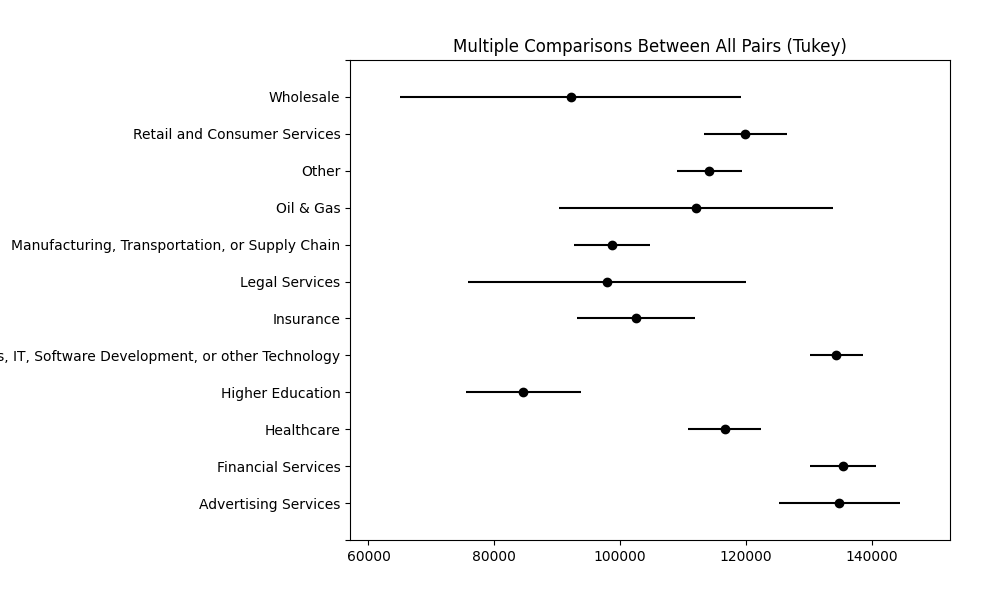 Multiple Comparisons Between All Pairs (Tukey)
Wholesale
Retail and Consumer Services
Other
Oil & Gas
Manufacturing, Transportation, or Supply Chain
Legal Services
Insurance
s, IT, Software Development, or other Technology
Higher Education
Healthcare
Financial Services
Advertising Services
60000 80000 100000 120000 140000